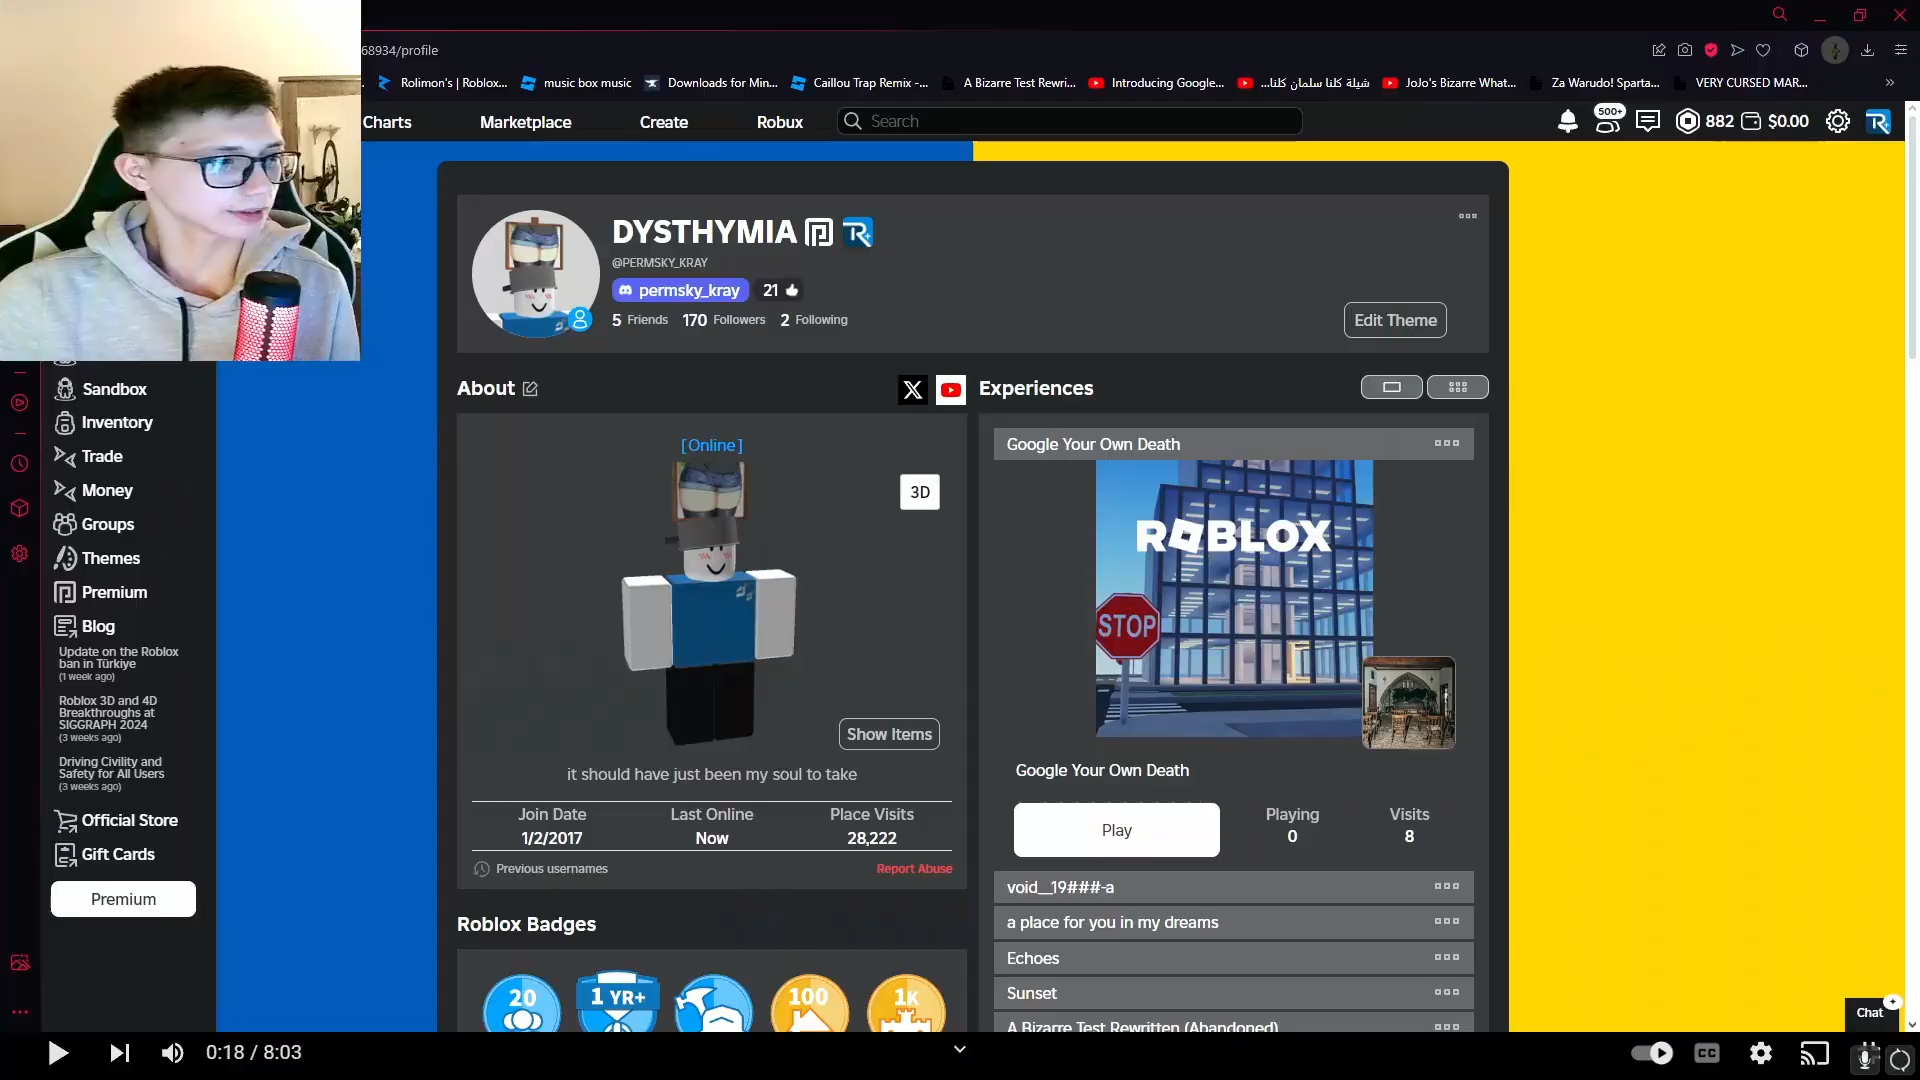 68934/profile
Rolimon's | Roblox...
music box music
Downloads for Min...
Caillou Trap Remix -...
A Bizarre Test Rewri...
Introducing Google...
شيلة كلنا سلمان كلنا...
JoJo's Bizarre What...
Za Warudo! Sparta...
VERY CURSED MAR...
Charts
Marketplace
Create
Robux
Search
500+
882
$0.00
DYSTHYMIA
@PERMSKY_KRAY
permsky_kray
21
5 Friends 170 Followers 2 Following
Edit Theme
Sandbox
Inventory
Trade
Money
Groups
Themes
Premium
Blog
Update on the Roblox
ban in Türkiye
(1 week ago)
Roblox 3D and 4D
Breakthroughs at
SIGGRAPH 2024
(3 weeks ago)
Driving Civility and
Safety for All Users
(3 weeks ago)
Official Store
Gift Cards
Premium
About
[Online]
3D
Show Items
it should have just been my soul to take
Join Date
1/2/2017
Last Online
Now
Place Visits
28,222
Previous usernames
Report Abuse
Roblox Badges
20
1 YR+
100
1K
Experiences
Google Your Own Death
ROBLOX
STOP
Google Your Own Death
Play
Playing
0
Visits
8
void__19###-a
a place for you in my dreams
Echoes
Sunset
A Bizarre Test Rewritten (Abandoned)
Chat
0:18 / 8:03
CC